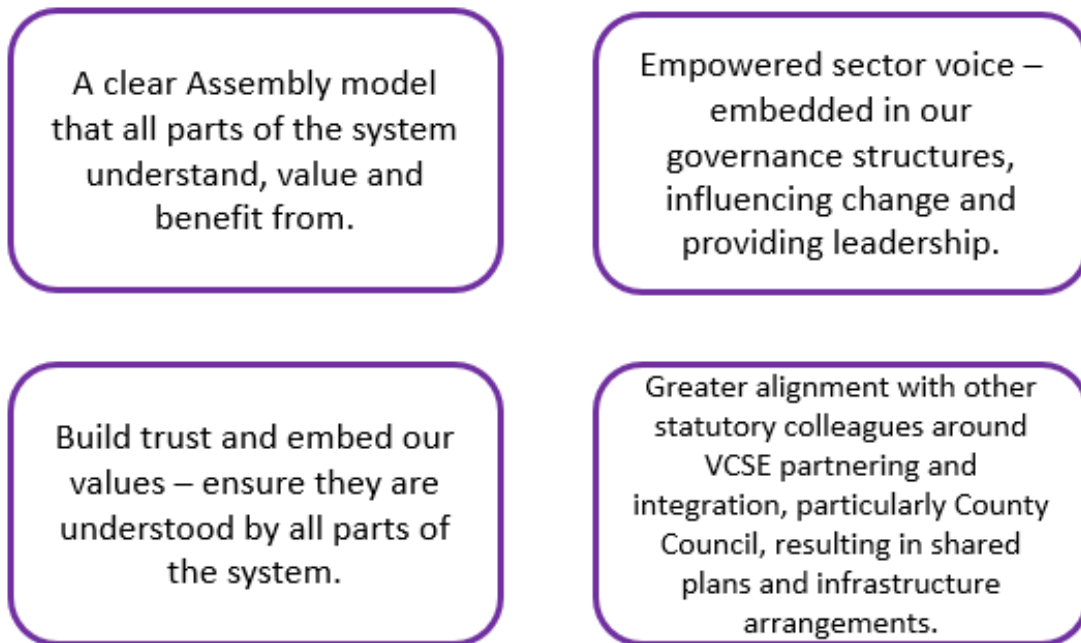 A clear Assembly model
that all parts of the system
understand, value and
benefit from.
Empowered sector voice –
embedded in our
governance structures,
influencing change and
providing leadership.
Build trust and embed our
values – ensure they are
understood by all parts of
the system.
Greater alignment with other
statutory colleagues around
VCSE partnering and
integration, particularly County
Council, resulting in shared
plans and infrastructure
arrangements.